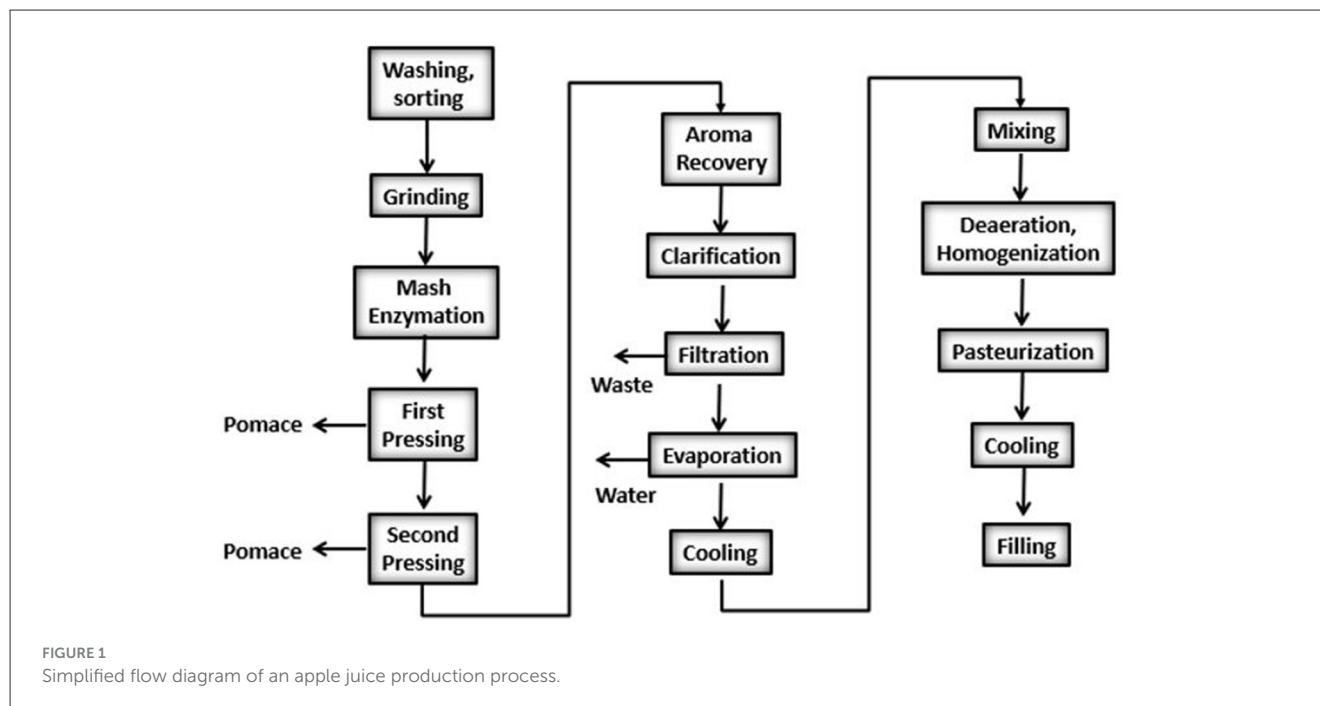 Washing,
sorting
Grinding
Mash
Enzymation
First
Pressing
Pomace
Second
Pressing
Pomace
Aroma
Recovery
Clarification
Filtration
Waste
Evaporation
Water
Cooling
Mixing
Deaeration,
Homogenization
Pasteurization
Cooling
Filling
FIGURE 1
Simplified flow diagram of an apple juice production process.